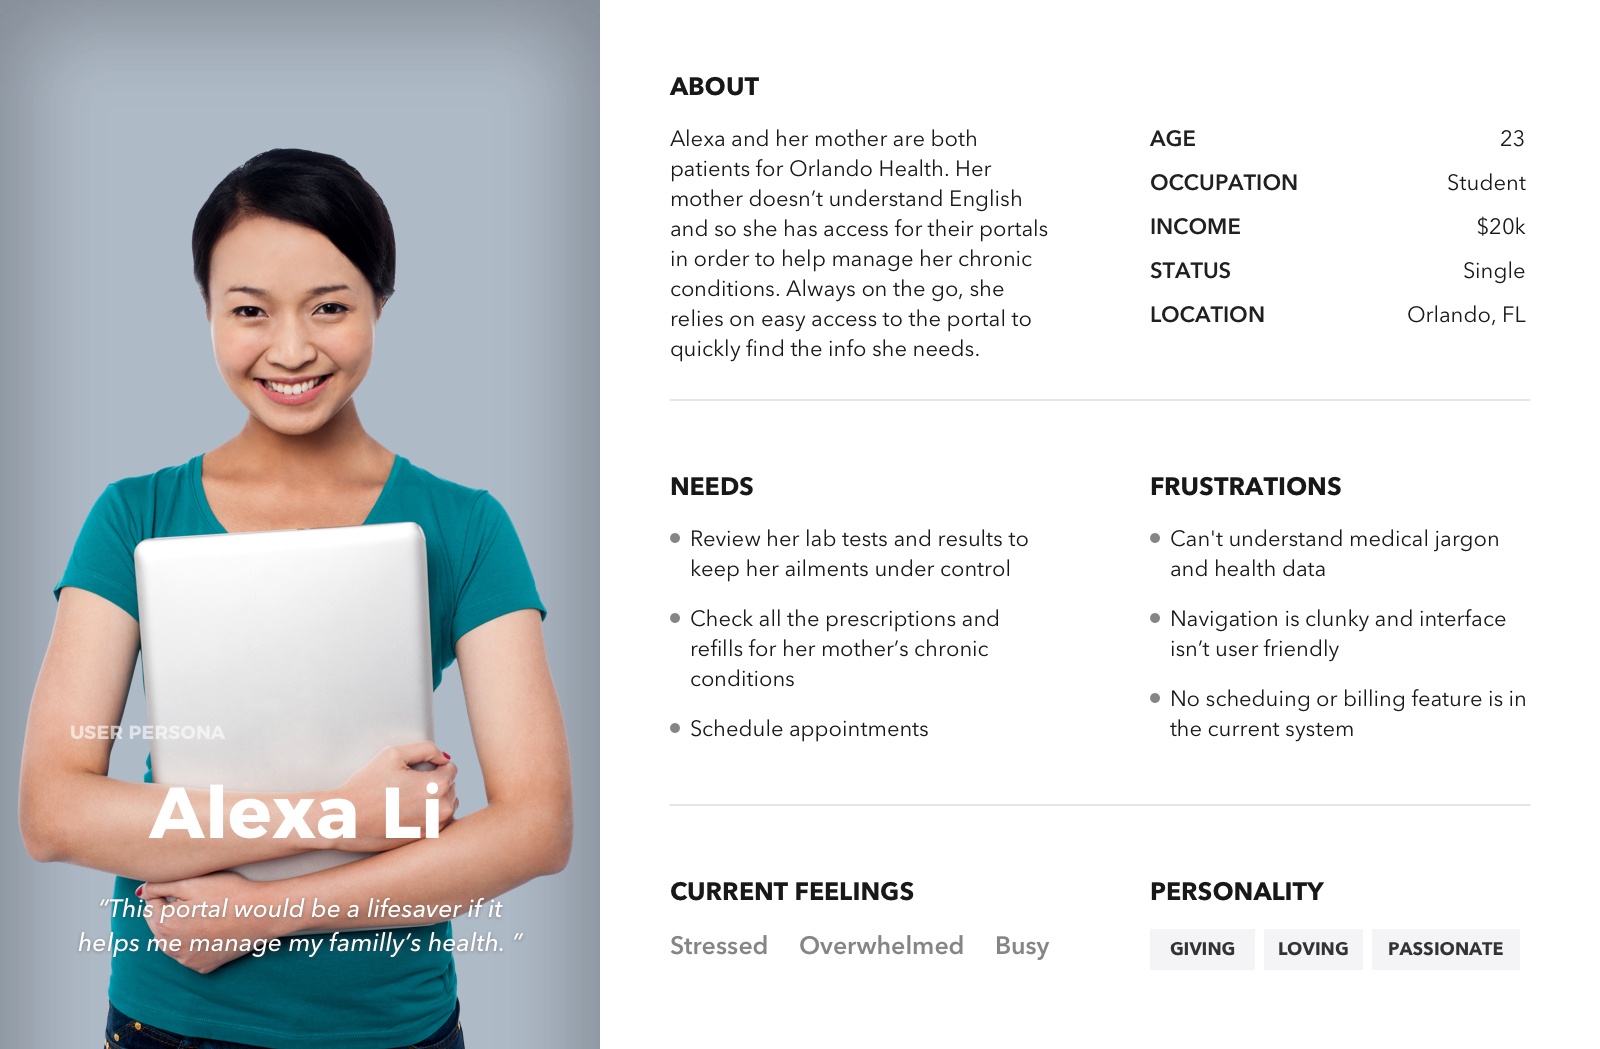 USER PERSONA
Alexa Li
“This portal would be a lifesaver if it
helps me manage my familly’s health. ”
ABOUT
Alexa and her mother are both
patients for Orlando Health. Her
mother doesn’t understand English
and so she has access for their portals
in order to help manage her chronic
conditions. Always on the go, she
relies on easy access to the portal to
quickly find the info she needs.
AGE 23
OCCUPATION Student
INCOME $20k
STATUS Single
LOCATION Orlando, FL
NEEDS
Review her lab tests and results to
keep her ailments under control
Check all the prescriptions and
refills for her mother’s chronic
conditions
Schedule appointments
FRUSTRATIONS
Can't understand medical jargon
and health data
Navigation is clunky and interface
isn’t user friendly
No scheduing or billing feature is in
the current system
CURRENT FEELINGS
Stressed Overwhelmed Busy
PERSONALITY
GIVING LOVING PASSIONATE